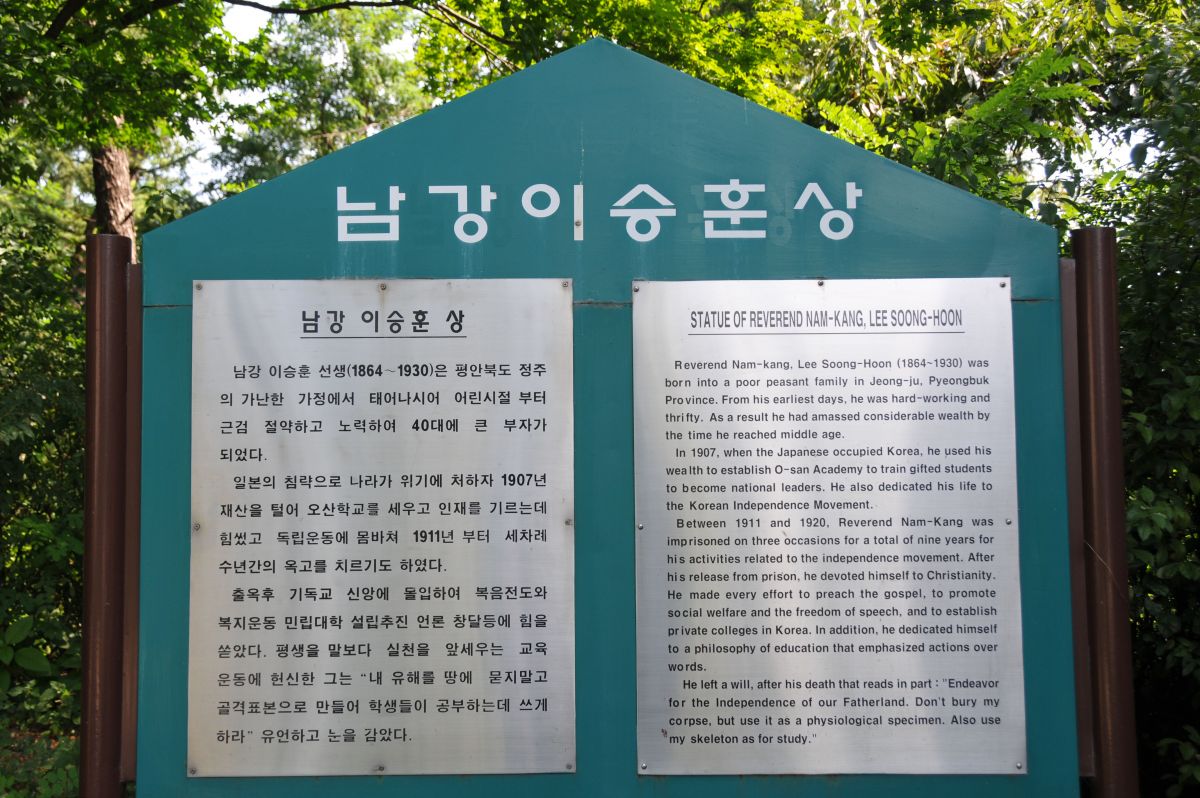 남강이승훈상
남강 이승훈 상
남강 이승훈 선생(1864~1930)은 평안북도 정주
의 가난한 가정에서 태어나시어 어린시절 부터
근검 절약하고 노력하여 40대에 큰 부자가
되었다.
일본의 침략으로 나라가 위기에 처하자 1907년
재산을 털어 오산학교를 세우고 인재를 기르는데
힘썼고 독립운동에 몸바쳐 1911년 부터 세차례
수년간의 옥고를 치르기도 하였다.
출옥후 기독교 신앙에 돌입하여 복음전도와
복지운동 민립대학 설립추진 언론 창달등에 힘을
쏟았다. 평생을 말보다 실천을 앞세우는 교육
운동에 헌신한 그는 “내 유해를 땅에 묻지말고
골격표본으로 만들어 학생들이 공부하는데 쓰게
하라” 유언하고 눈을 감았다.
STATUE OF REVEREND NAM-KANG, LEE SOONG-HOON
Reverend Nam-kang, Lee Soong-Hoon (1864~1930) was
born into a poor peasant family in Jeong-ju, Pyeongbuk
Province. From his earliest days, he was hard-working and
thrifty. As a result he had amassed considerable wealth by
the time he reached middle age.
In 1907, when the Japanese occupied Korea, he used his
wealth to establish O-san Academy to train gifted students
to become national leaders. He also dedicated his life to
the Korean Independence Movement.
Between 1911 and 1920, Reverend Nam-Kang was
imprisoned on three occasions for a total of nine years for
his activities related to the independence movement. After
his release from prison, he devoted himself to Christianity.
He made every effort to preach the gospel, to promote
social welfare and the freedom of speech, and to establish
private colleges in Korea. In addition, he dedicated himself
to a philosophy of education that emphasized actions over
words.
He left a will, after his death that reads in part : "Endeavor
for the Independence of our Fatherland. Don't bury my
corpse, but use it as a physiological specimen. Also use
my skeleton as for study."